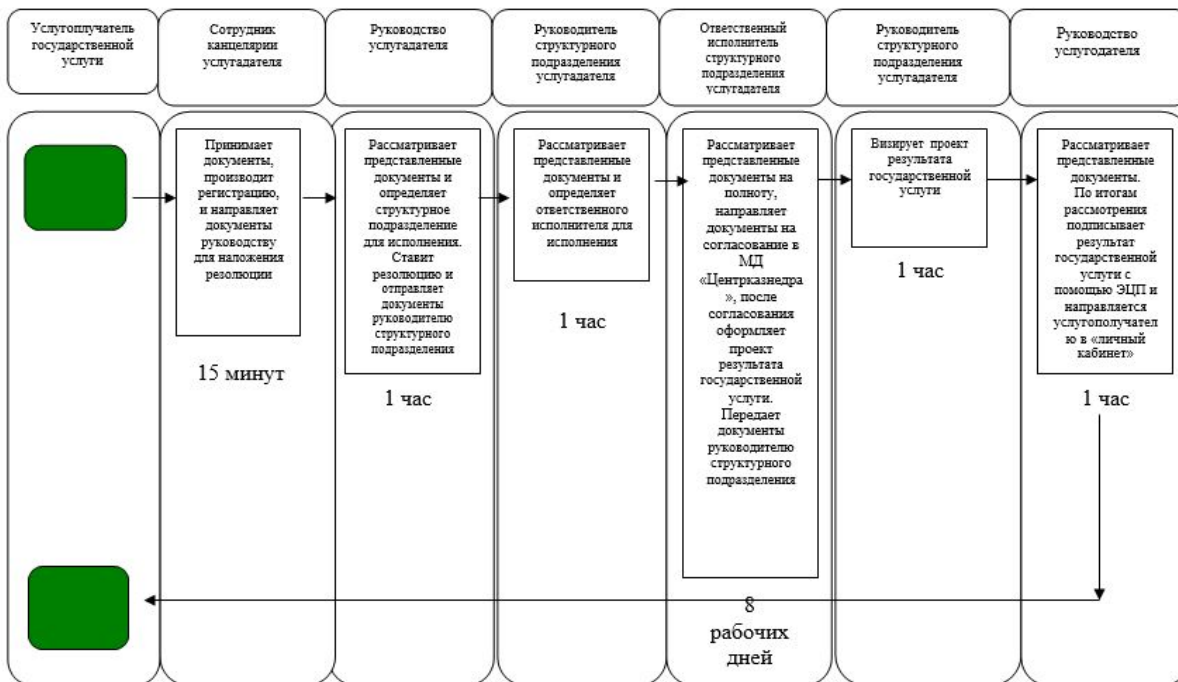 Услугоплучатель
государственной
услуги
Сотрудник
канцелярии
услугадателя
Руководство
услугадателя
Руководитель
структурного
подразделения
услугадателя
Ответственный
исполнитель
структурного
подразделения
услугадателя
Руководитель
структурного
подразделения
услугадателя
Руководство
услугодателя
Принимает
документы,
производит
регистрацию,
и направляет
документы
руководству
для наложения
резолюции
15 минут
Рассматривает
представленные
документы и
определяет
структурное
подразделение
для исполнения.
Ставит
резолюцию и
отправляет
документы
руководителю
структурного
подразделения
1 час
Рассматривает
представленные
документы и
определяет
ответственного
исполнителя для
исполнения
1 час
Рассматривает
представленные
документы на
полноту,
направляет
документы на
согласование в
МД
«Центрказнедра
», после
согласования
оформляет
проект
результата
государственной
услуги.
Передает
документы
руководителю
структурного
подразделения
8
рабочих
дней
Визирует проект
результата
государственной
услуги
1 час
Рассматривает
представленные
документы.
По итогам
рассмотрения
подписывает
результат
государственной
услуги с
помощью ЭЦП и
направляется
услугополучател
ю в «личный
кабинет»
1 час